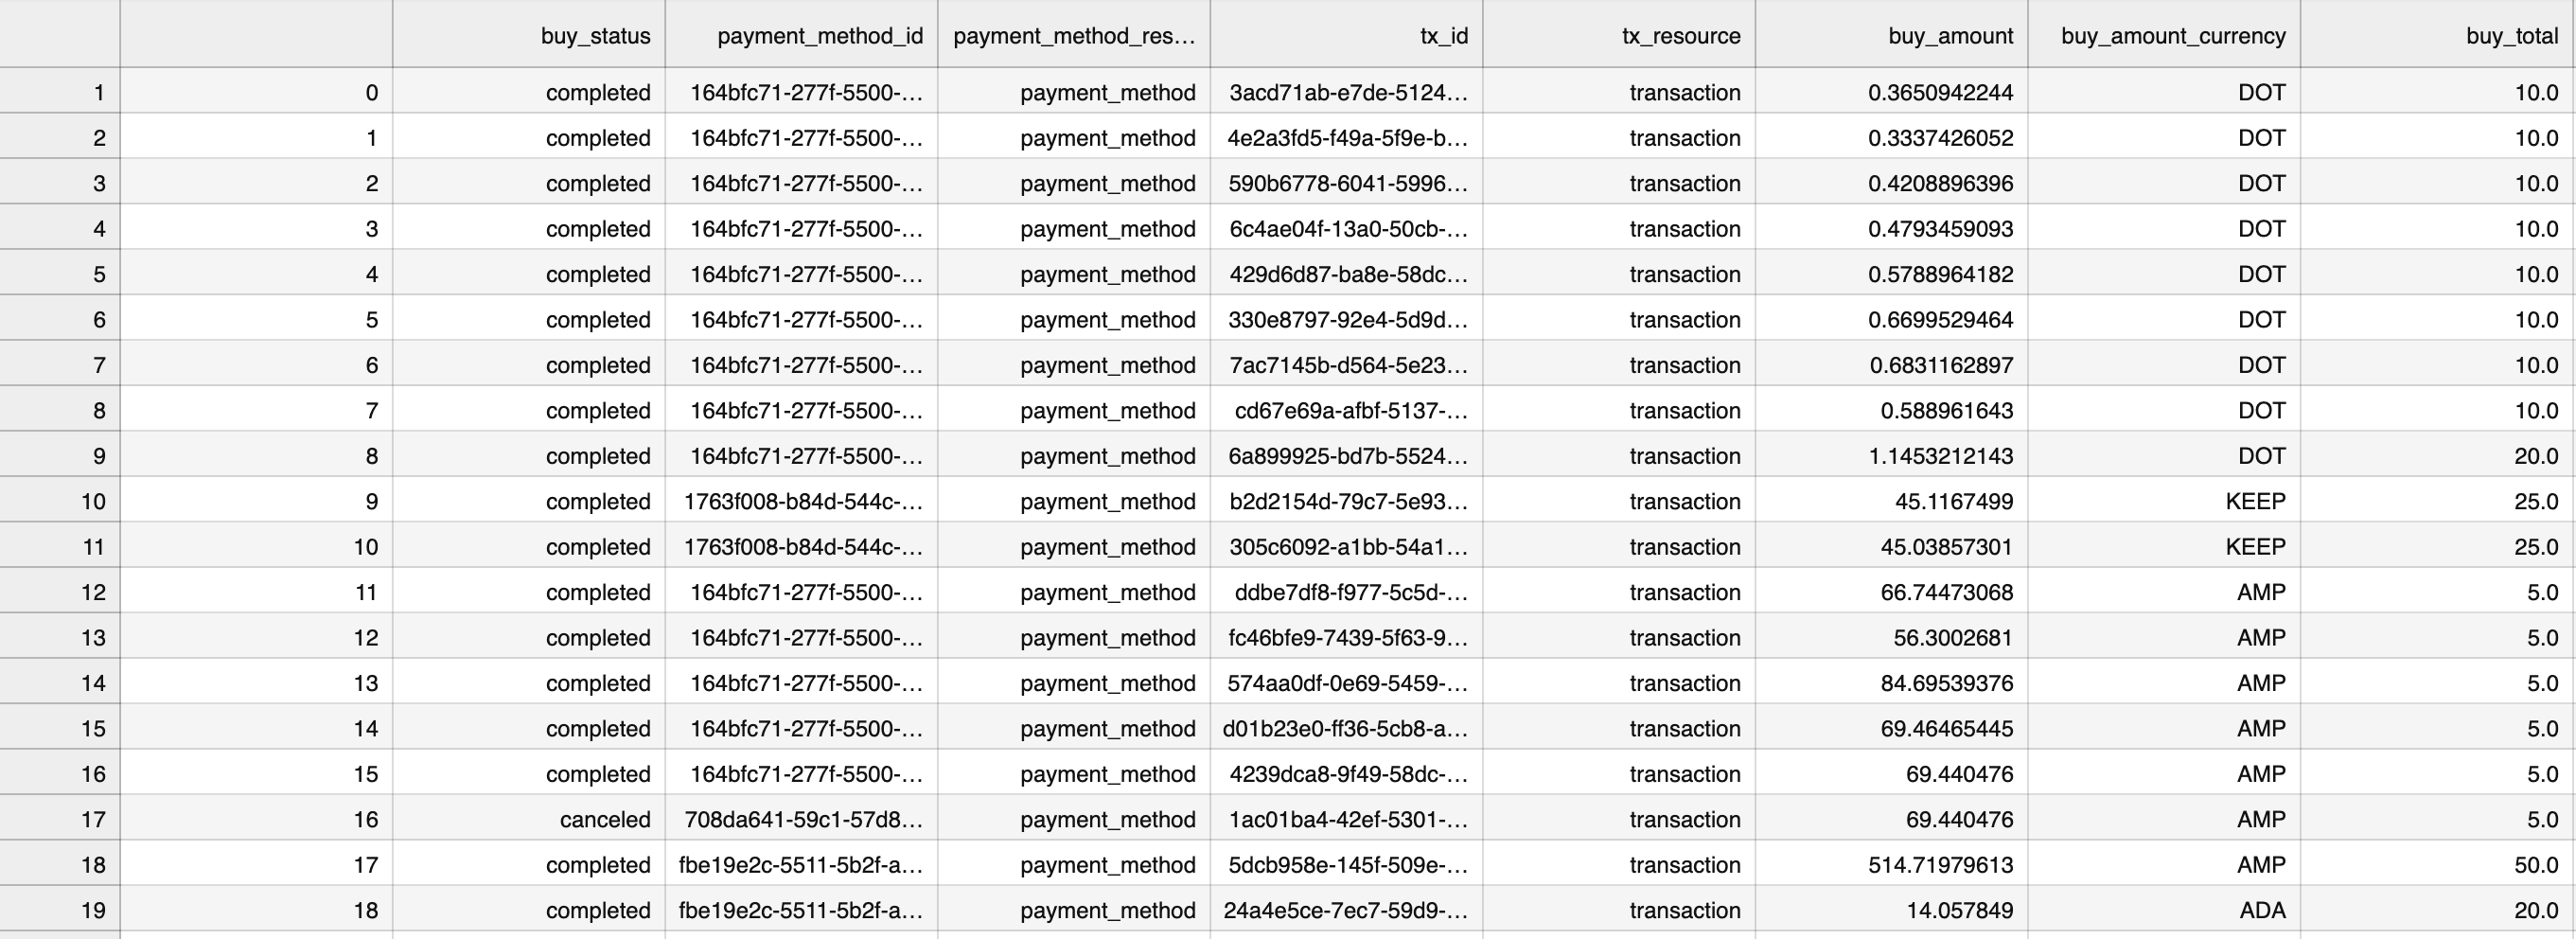 buy_status payment_method_id payment_method_res… tx_id tx_resource buy_amount buy_amount_currency buy_total
1 0 completed 164bfc71-277f-5500-… payment_method 3acd71ab-e7de-5124… transaction 0.3650942244 DOT 10.0
2 1 completed 164bfc71-277f-5500-… payment_method 4e2a3fd5-f49a-5f9e-b… transaction 0.3337426052 DOT 10.0
3 2 completed 164bfc71-277f-5500-… payment_method 590b6778-6041-5996… transaction 0.4208896396 DOT 10.0
4 3 completed 164bfc71-277f-5500-… payment_method 6c4ae04f-13a0-50cb-… transaction 0.4793459093 DOT 10.0
5 4 completed 164bfc71-277f-5500-… payment_method 429d6d87-ba8e-58dc… transaction 0.5788964182 DOT 10.0
6 5 completed 164bfc71-277f-5500-… payment_method 330e8797-92e4-5d9d… transaction 0.6699529464 DOT 10.0
7 6 completed 164bfc71-277f-5500-… payment_method 7ac7145b-d564-5e23… transaction 0.6831162897 DOT 10.0
8 7 completed 164bfc71-277f-5500-… payment_method cd67e69a-afbf-5137-… transaction 0.588961643 DOT 10.0
9 8 completed 164bfc71-277f-5500-… payment_method 6a899925-bd7b-5524… transaction 1.1453212143 DOT 20.0
10 9 completed 1763f008-b84d-544c-… payment_method b2d2154d-79c7-5e93… transaction 45.1167499 KEEP 25.0
11 10 completed 1763f008-b84d-544c-… payment_method 305c6092-a1bb-54a1… transaction 45.03857301 KEEP 25.0
12 11 completed 164bfc71-277f-5500-… payment_method ddbe7df8-f977-5c5d-… transaction 66.74473068 AMP 5.0
13 12 completed 164bfc71-277f-5500-… payment_method fc46bfe9-7439-5f63-9… transaction 56.3002681 AMP 5.0
14 13 completed 164bfc71-277f-5500-… payment_method 574aa0df-0e69-5459-… transaction 84.69539376 AMP 5.0
15 14 completed 164bfc71-277f-5500-… payment_method d01b23e0-ff36-5cb8-a… transaction 69.46465445 AMP 5.0
16 15 completed 164bfc71-277f-5500-… payment_method 4239dca8-9f49-58dc-… transaction 69.440476 AMP 5.0
17 16 canceled 708da641-59c1-57d8… payment_method 1ac01ba4-42ef-5301-… transaction 69.440476 AMP 5.0
18 17 completed fbe19e2c-5511-5b2f-a… payment_method 5dcb958e-145f-509e-… transaction 514.71979613 AMP 50.0
19 18 completed fbe19e2c-5511-5b2f-a… payment_method 24a4e5ce-7ec7-59d9-… transaction 14.057849 ADA 20.0